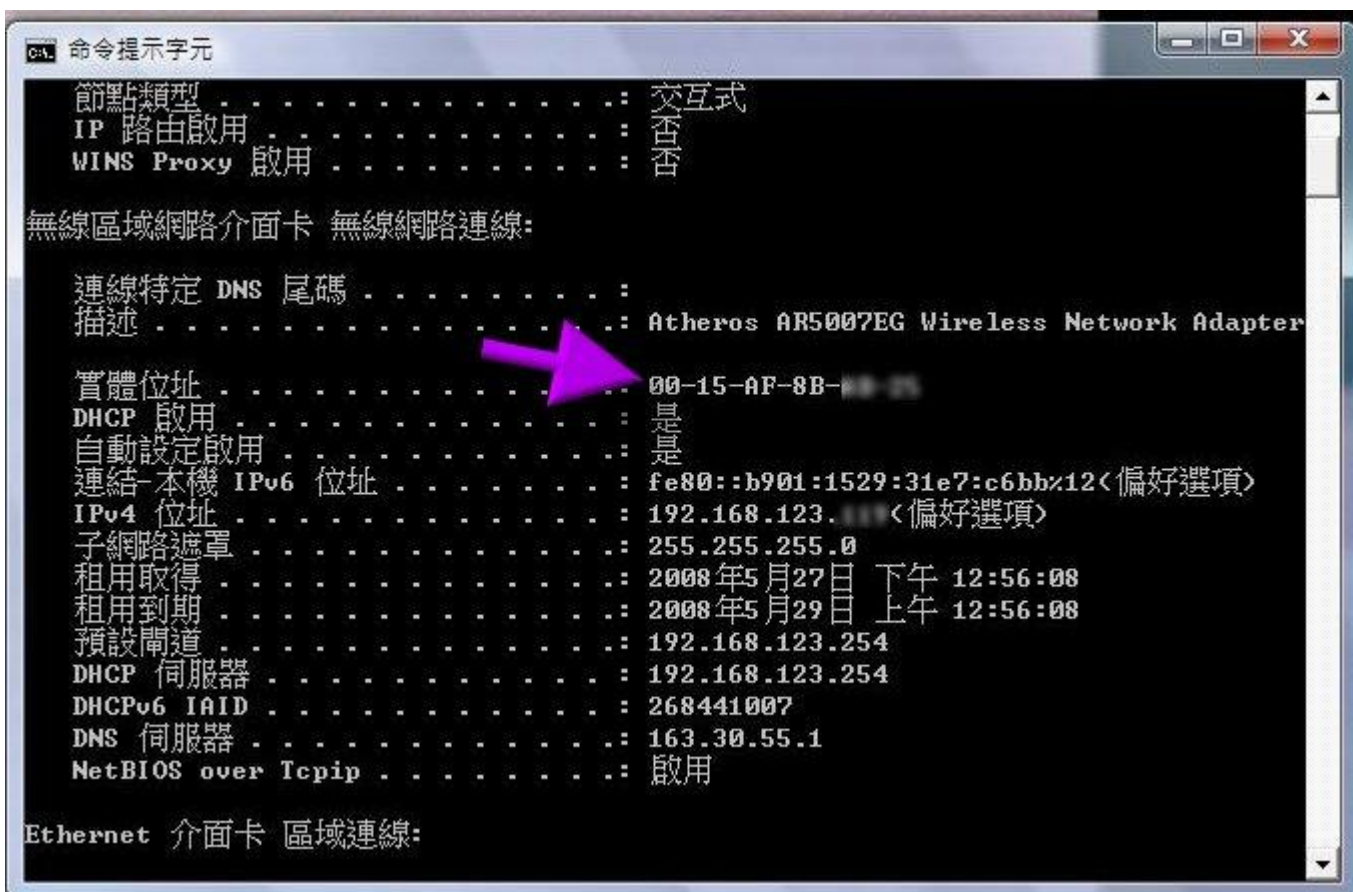 命令提示字元
節點類型 . . . . . . . . . . . . . .: 交互式
IP 路由啟用 . . . . . . . . . . . : 否
WINS Proxy 啟用 . . . . . . . . . : 否
無線區域網路介面卡 無線網路連線:
連線特定 DNS 尾碼 . . . . . . . . :
描述 . . . . . . . . . . . . . . .: Atheros AR5007EG Wireless Network Adapter
實體位址 . . . . . . . . . . . . .: 00-15-AF-8B-
DHCP 啟用 . . . . . . . . . . . . : 是
自動設定啟用 . . . . . . . . . . .: 是
連結-本機 IPv6 位址 . . . . . . . : fe80::b901:1529:31e7:c6bb%12(偏好選項)
IPv4 位址 . . . . . . . . . . . . : 192.168.123.(偏好選項)
子網路遮罩 . . . . . . . . . . . .: 255.255.255.0
租用取得 . . . . . . . . . . . . .: 2008年5月27日 下午 12:56:08
租用到期 . . . . . . . . . . . . .: 2008年5月29日 上午 12:56:08
預設閘道 . . . . . . . . . . . . .: 192.168.123.254
DHCP 伺服器 . . . . . . . . . . . : 192.168.123.254
DHCPv6 IAID . . . . . . . . . . . : 268441007
DNS 伺服器 . . . . . . . . . . . .: 163.30.55.1
NetBIOS over Tcpip . . . . . . . .: 啟用
Ethernet 介面卡 區域連線: